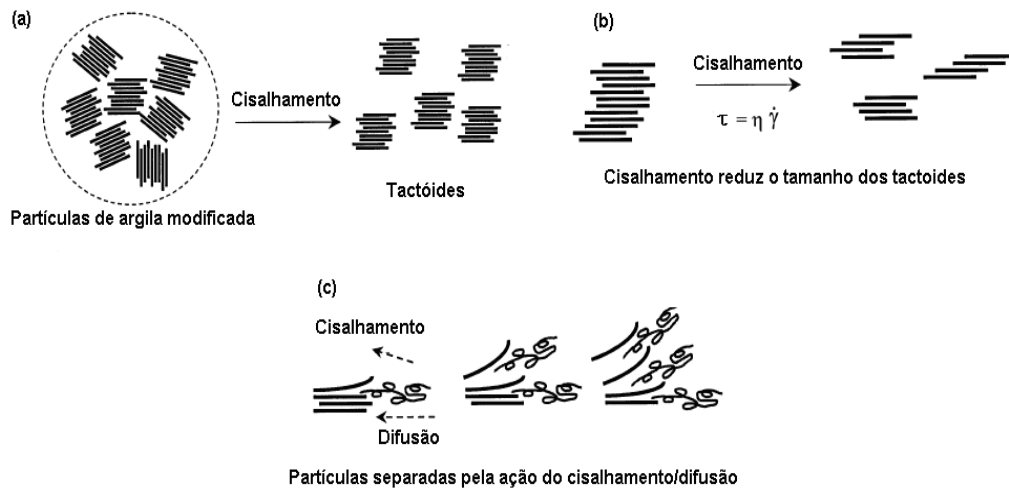 (a)
Cisalhamento
Partículas de argila modificada
Tactóides
(b)
Cisalhamento
τ = η γ̇
Cisalhamento reduz o tamanho dos tactoides
(c)
Cisalhamento
Difusão
Partículas separadas pela ação do cisalhamento/difusão